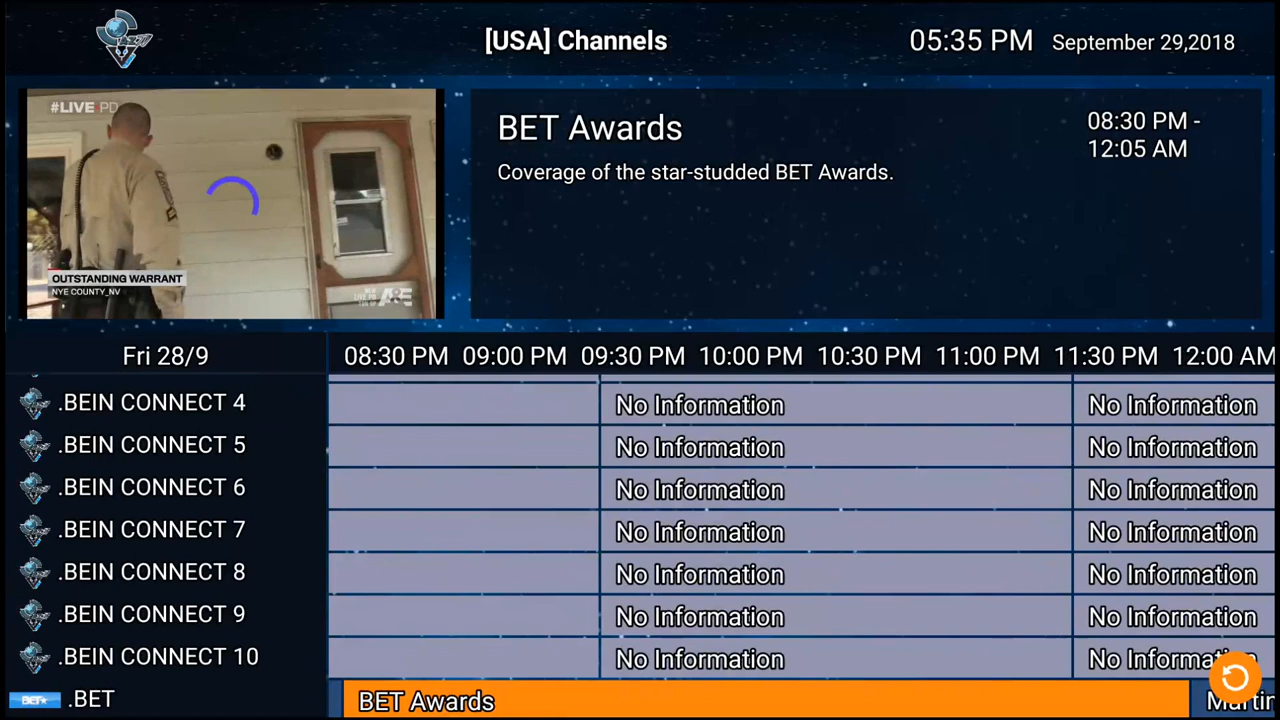 [USA] Channels
05:35 PM
September 29,2018
#LIVE PD
OUTSTANDING WARRANT
NYE COUNTY, NV
LIVE PD
A&E
BET Awards
Coverage of the star-studded BET Awards.
08:30 PM -
12:05 AM
Fri 28/9
08:30 PM 09:00 PM 09:30 PM 10:00 PM 10:30 PM 11:00 PM 11:30 PM 12:00 AM
.BEIN CONNECT 4 No Information No Information
.BEIN CONNECT 5 No Information No Information
.BEIN CONNECT 6 No Information No Information
.BEIN CONNECT 7 No Information No Information
.BEIN CONNECT 8 No Information No Information
.BEIN CONNECT 9 No Information No Information
.BEIN CONNECT 10 No Information No Information
BET .BET BET Awards Martin